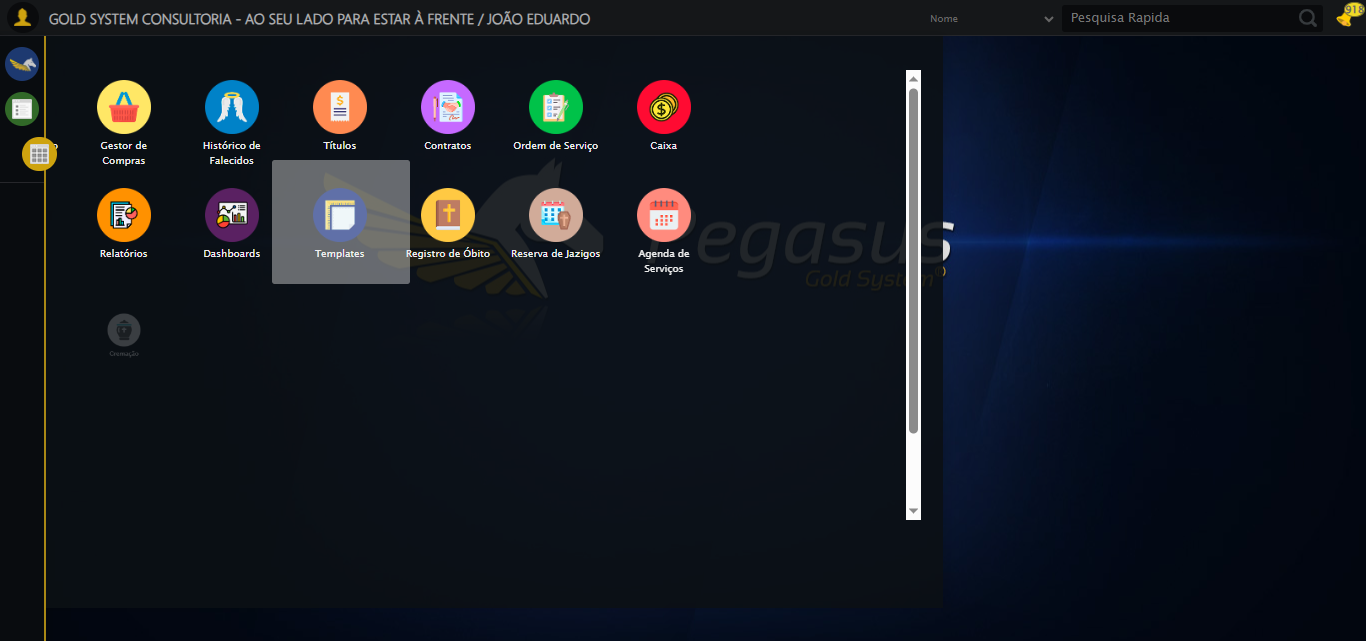 GOLD SYSTEM CONSULTORIA - AO SEU LADO PARA ESTAR À FRENTE / JOÃO EDUARDO
Nome
Pesquisa Rapida
918
Gestor de
Compras
Histórico de
Falecidos
Títulos
Contratos
Ordem de Serviço
Caixa
Relatórios
Dashboards
Templates
Registro de Óbito
Reserva de Jazigos
Agenda de
Serviços
Pegasus
Gold System®
Cremação